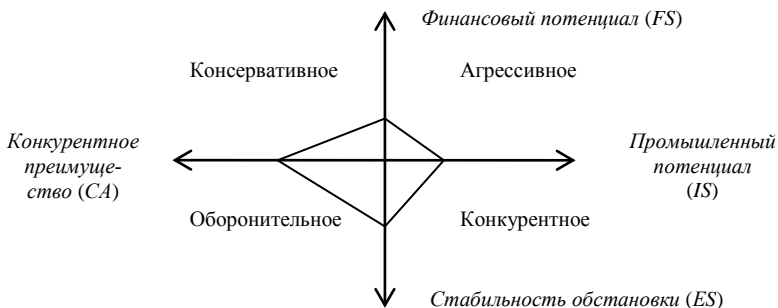 Финансовый потенциал (FS)
Консервативное
Агрессивное
Конкурентное
преимуще-
ство (CA)
Промышленный
потенциал
(IS)
Оборонительное
Конкурентное
Стабильность обстановки (ES)